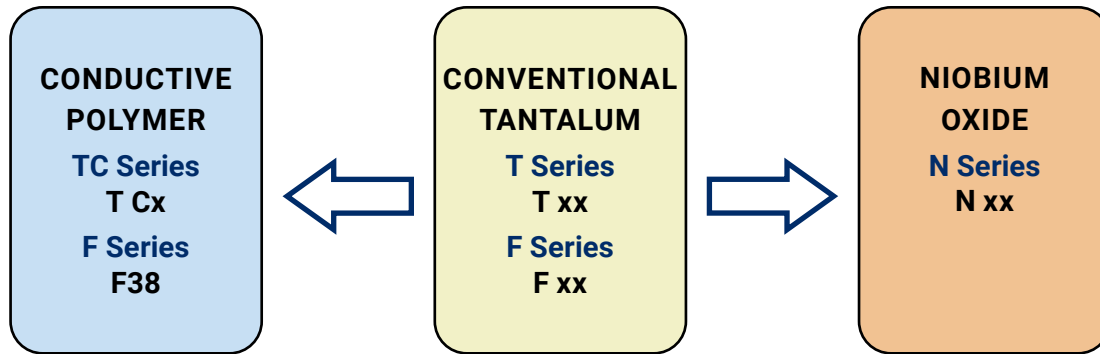 CONDUCTIVE
POLYMER
TC Series
T Cx
F Series
F38
CONVENTIONAL
TANTALUM
T Series
T xx
F Series
F xx
NIOBIUM
OXIDE
N Series
N xx